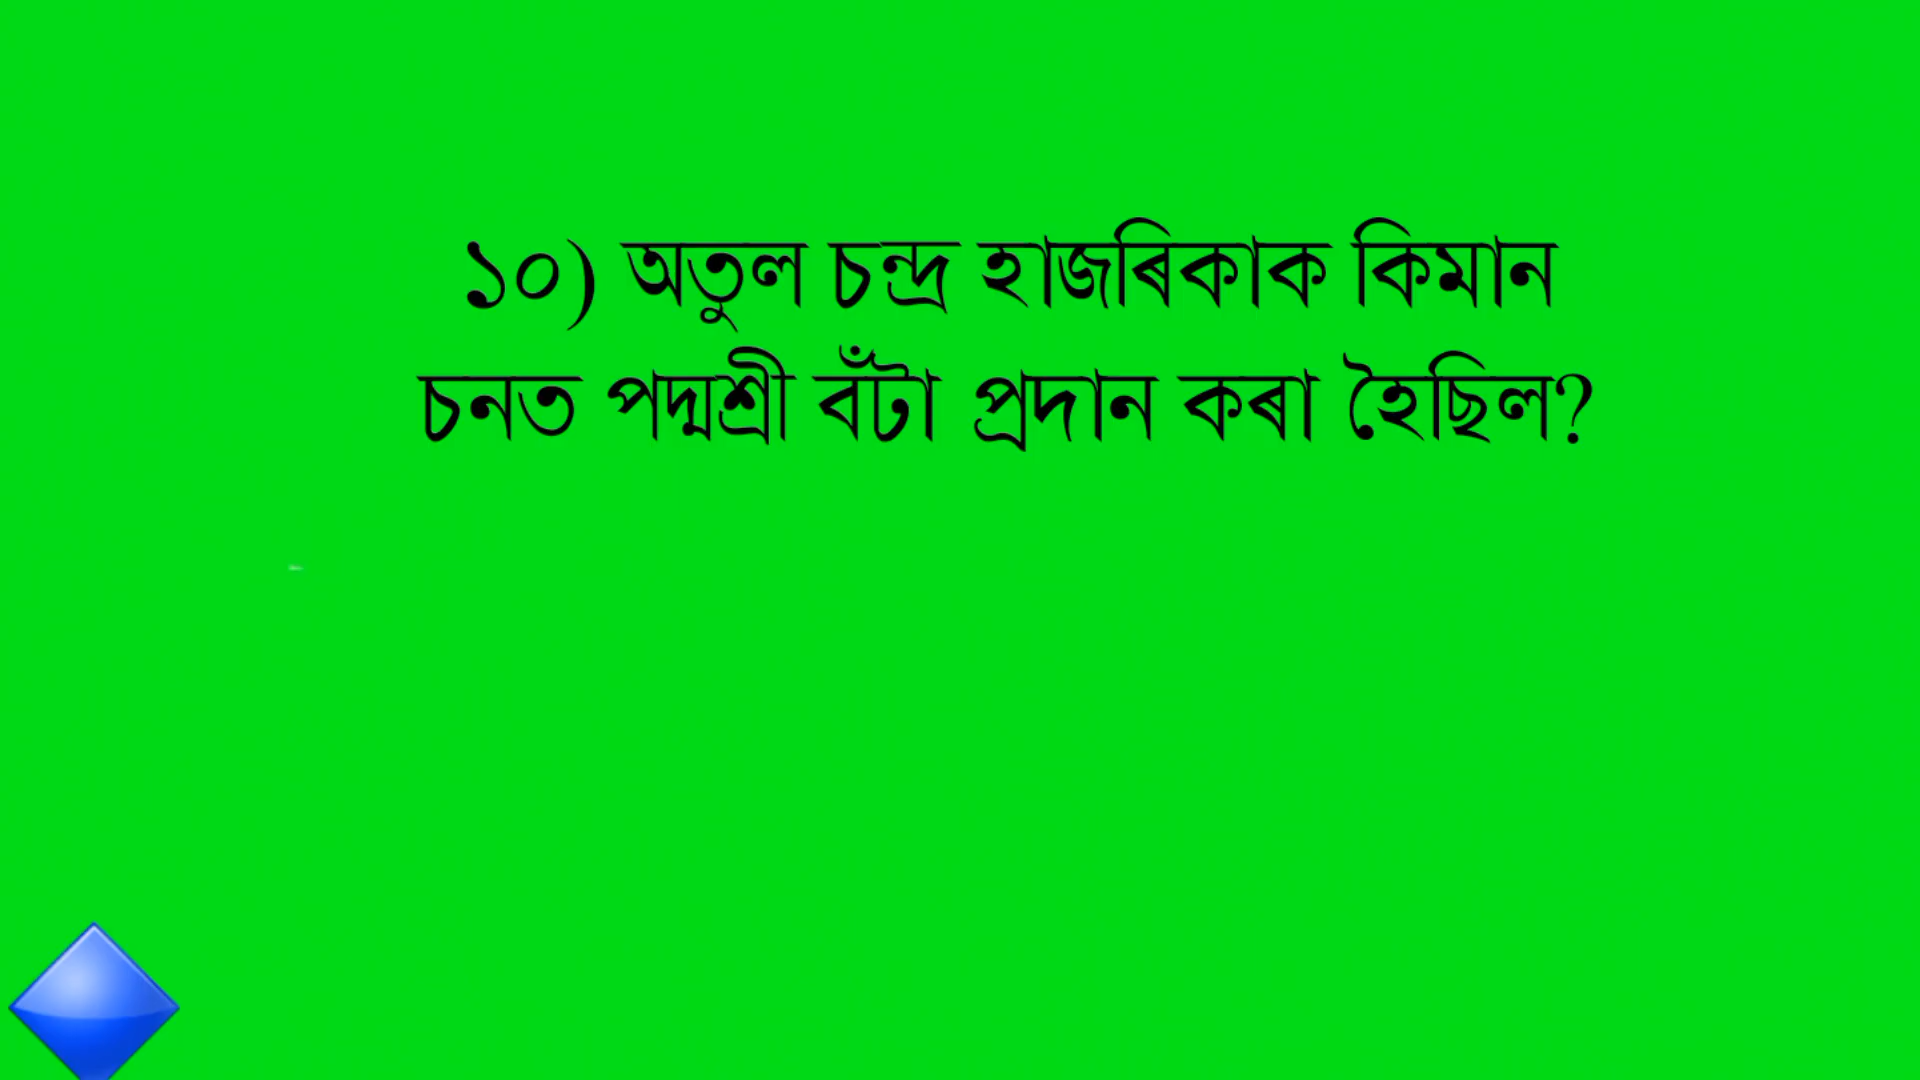 ১০) অতুল চন্দ্ৰ হাজৰিকাক কিমান
চনত পদ্মশ্ৰী বঁটা প্ৰদান কৰা হৈছিল?